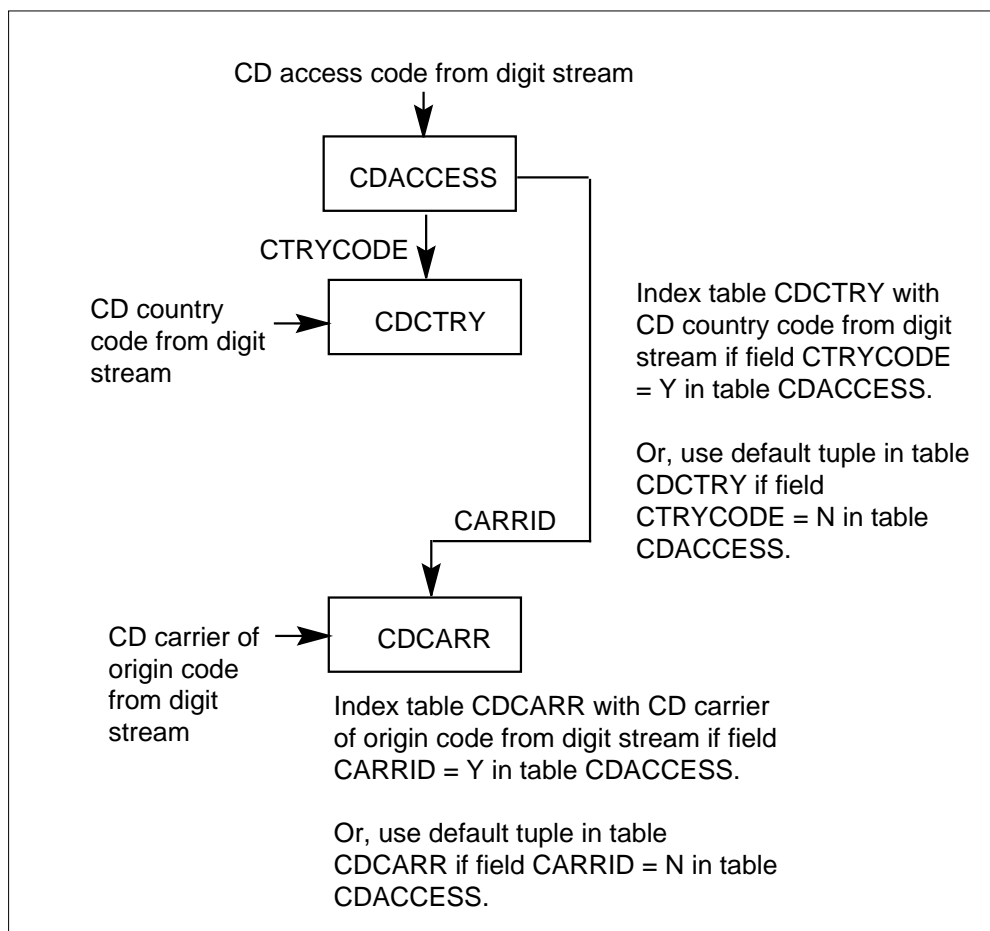 CD access code from digit stream
CDACCESS
CTRYCODE
CD country
code from digit
stream
CDCTRY
Index table CDCTRY with
CD country code from digit
stream if field CTRYCODE
= Y in table CDACCESS.
Or, use default tuple in table
CDCTRY if field
CTRYCODE = N in table
CDACCESS.
CARRID
CD carrier of
origin code
from digit
stream
CDCARR
Index table CDCARR with CD carrier
of origin code from digit stream if field
CARRID = Y in table CDACCESS.
Or, use default tuple in table
CDCARR if field CARRID = N in table
CDACCESS.